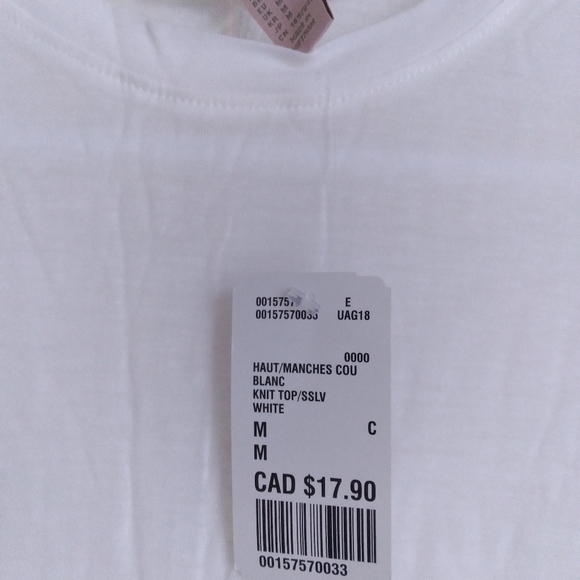 M
M
M
00157570033
E
UAG18
0000
HAUT/MANCHES COU
BLANC
KNIT TOP/SSLV
WHITE
M C
M
CAD $17.90
00157570033